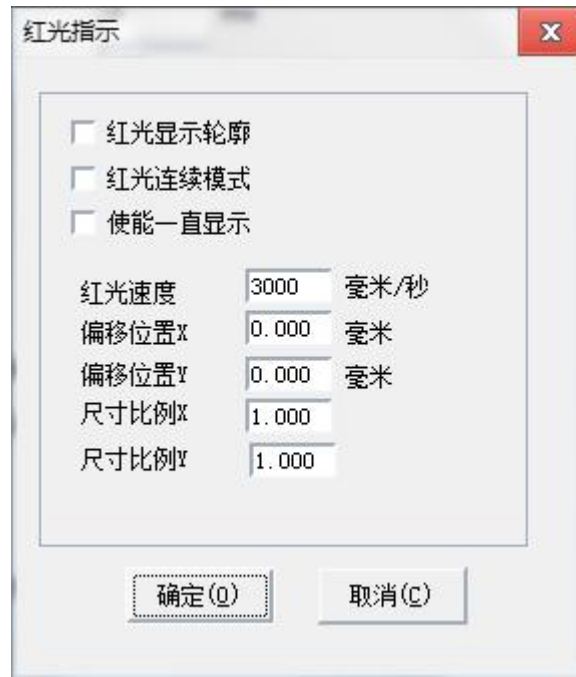 红光指示
红光显示轮廓
红光连续模式
使能一直显示
红光速度 3000 毫米/秒
偏移位置X 0.000 毫米
偏移位置Y 0.000 毫米
尺寸比例X 1.000
尺寸比例Y 1.000
确定(O) 取消(C)